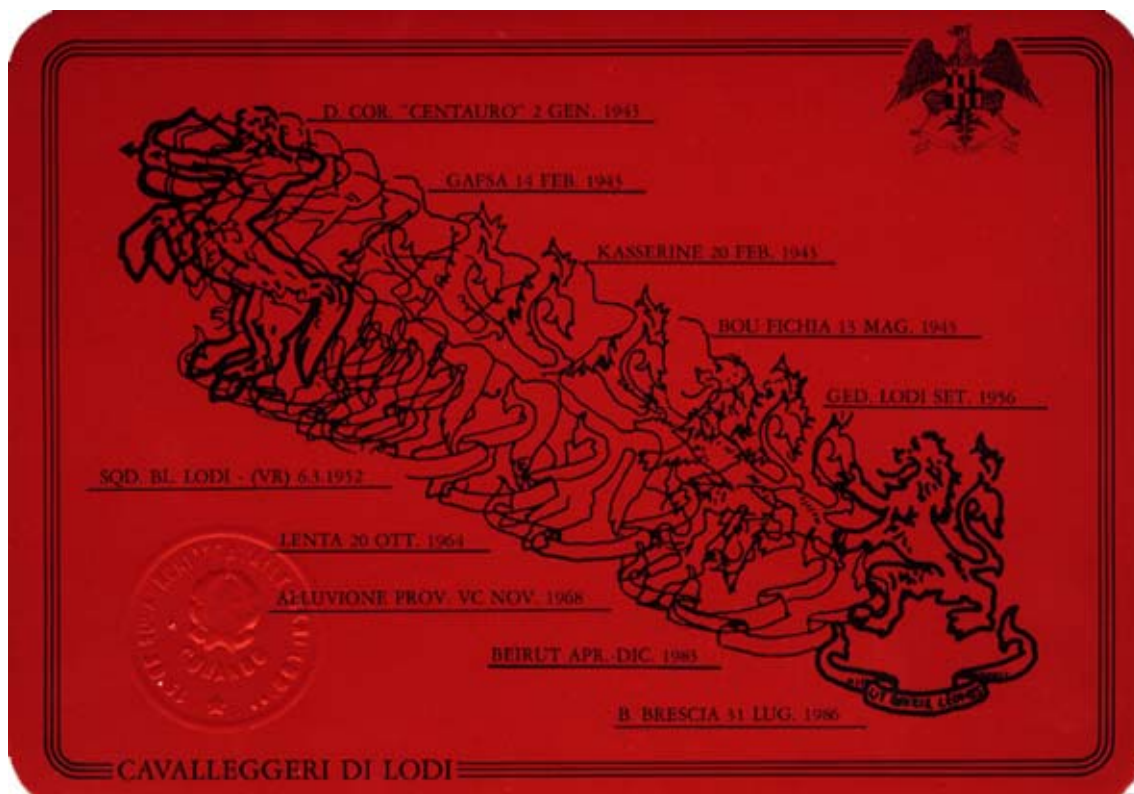 D. COR. "CENTAURO" 2 GEN. 1943
GAFSA 14 FEB. 1943
KASSERINE 20 FEB. 1943
BOU FICHIA 13 MAG. 1943
GED. LODI SET. 1956
SQD. BL. LODI - (VR) 6.3.1952
LENTA 20 OTT. 1964
ALLUVIONE PROV. VC NOV. 1968
BEIRUT APR.-DIC. 1983
B. BRESCIA 31 LUG. 1986
UT
CAVALLEGGERI DI LODI